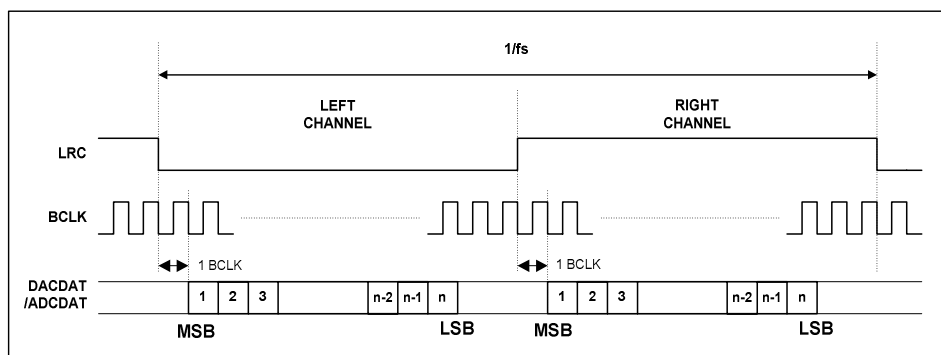 1/fs
LEFT
CHANNEL
RIGHT
CHANNEL
LRC
BCLK
1 BCLK
1 BCLK
DACDAT
/ADCDAT
1 2 3 n-2 n-1 n 1 2 3 n-2 n-1 n
MSB LSB MSB LSB